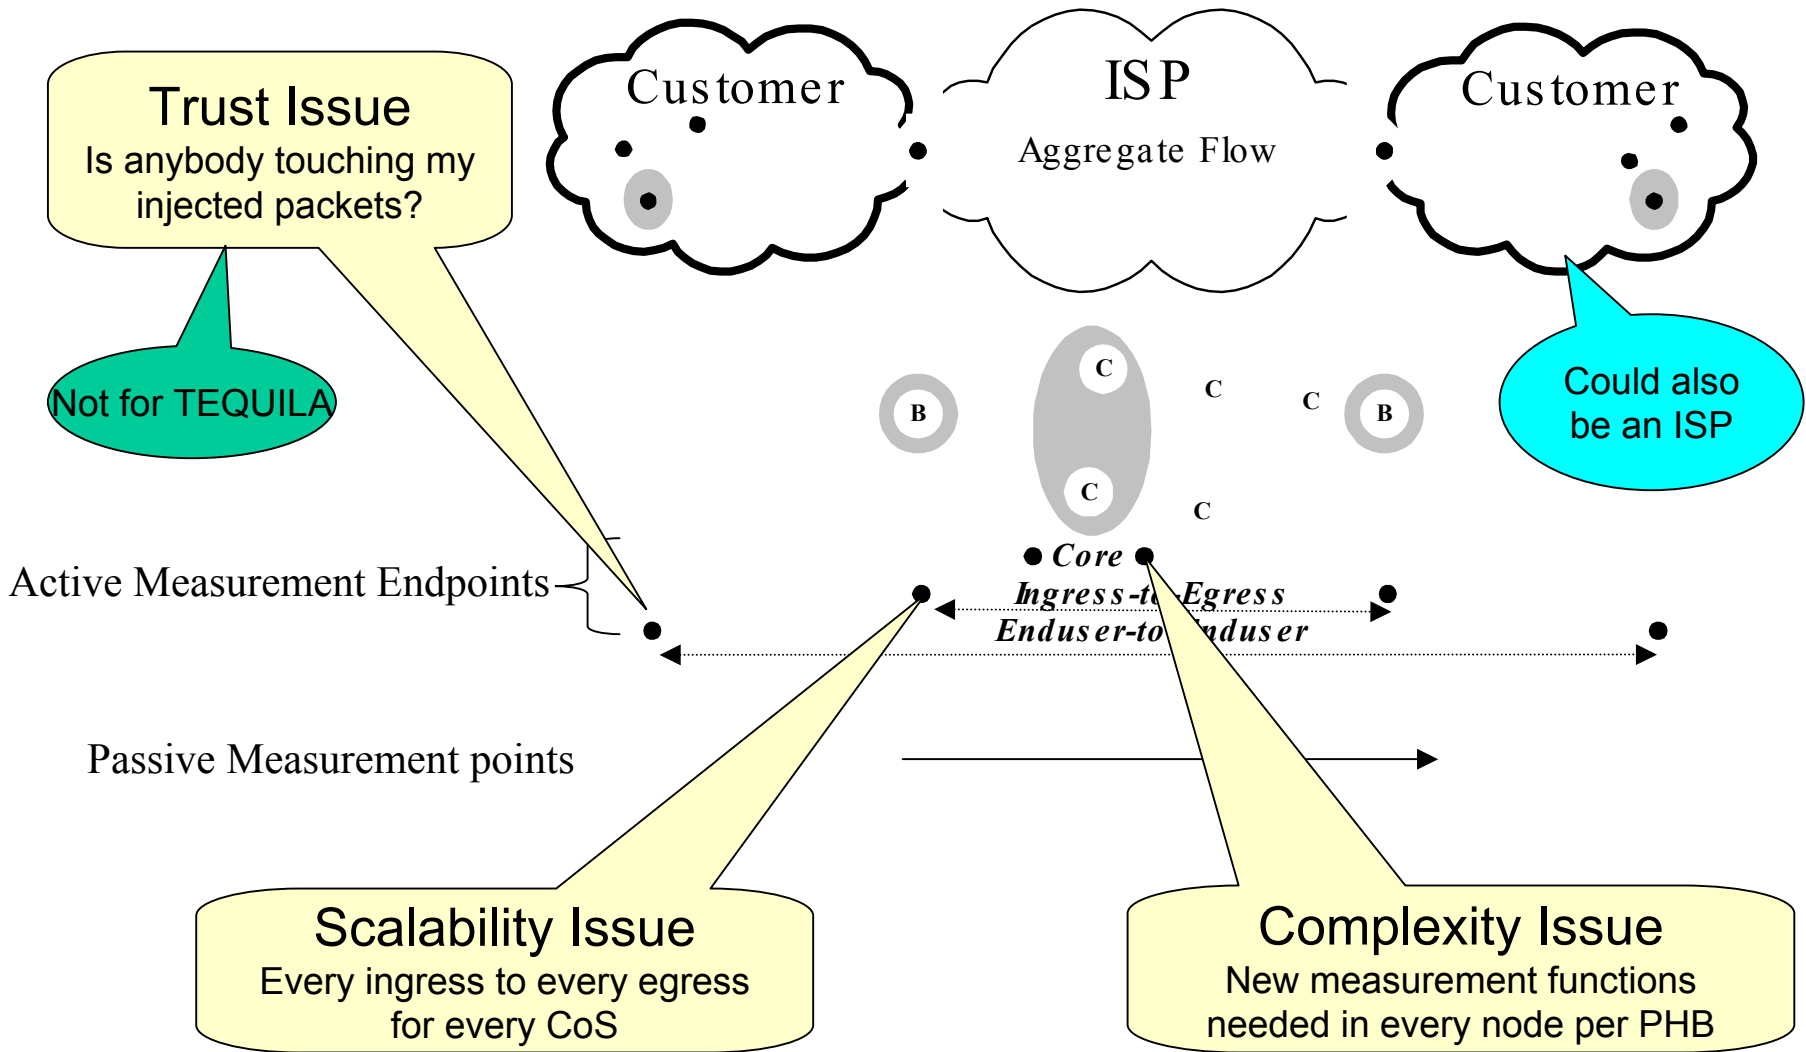 Trust Issue
Is anybody touching my
injected packets?
Not for TEQUILA
Customer
ISP
Aggregate Flow
Customer
Could also
be an ISP
B
C
C
C
B
C
C
Active Measurement Endpoints
Core
Ingress-to-Egress
Enduser-to-Enduser
Passive Measurement points
Scalability Issue
Every ingress to every egress
for every CoS
Complexity Issue
New measurement functions
needed in every node per PHB